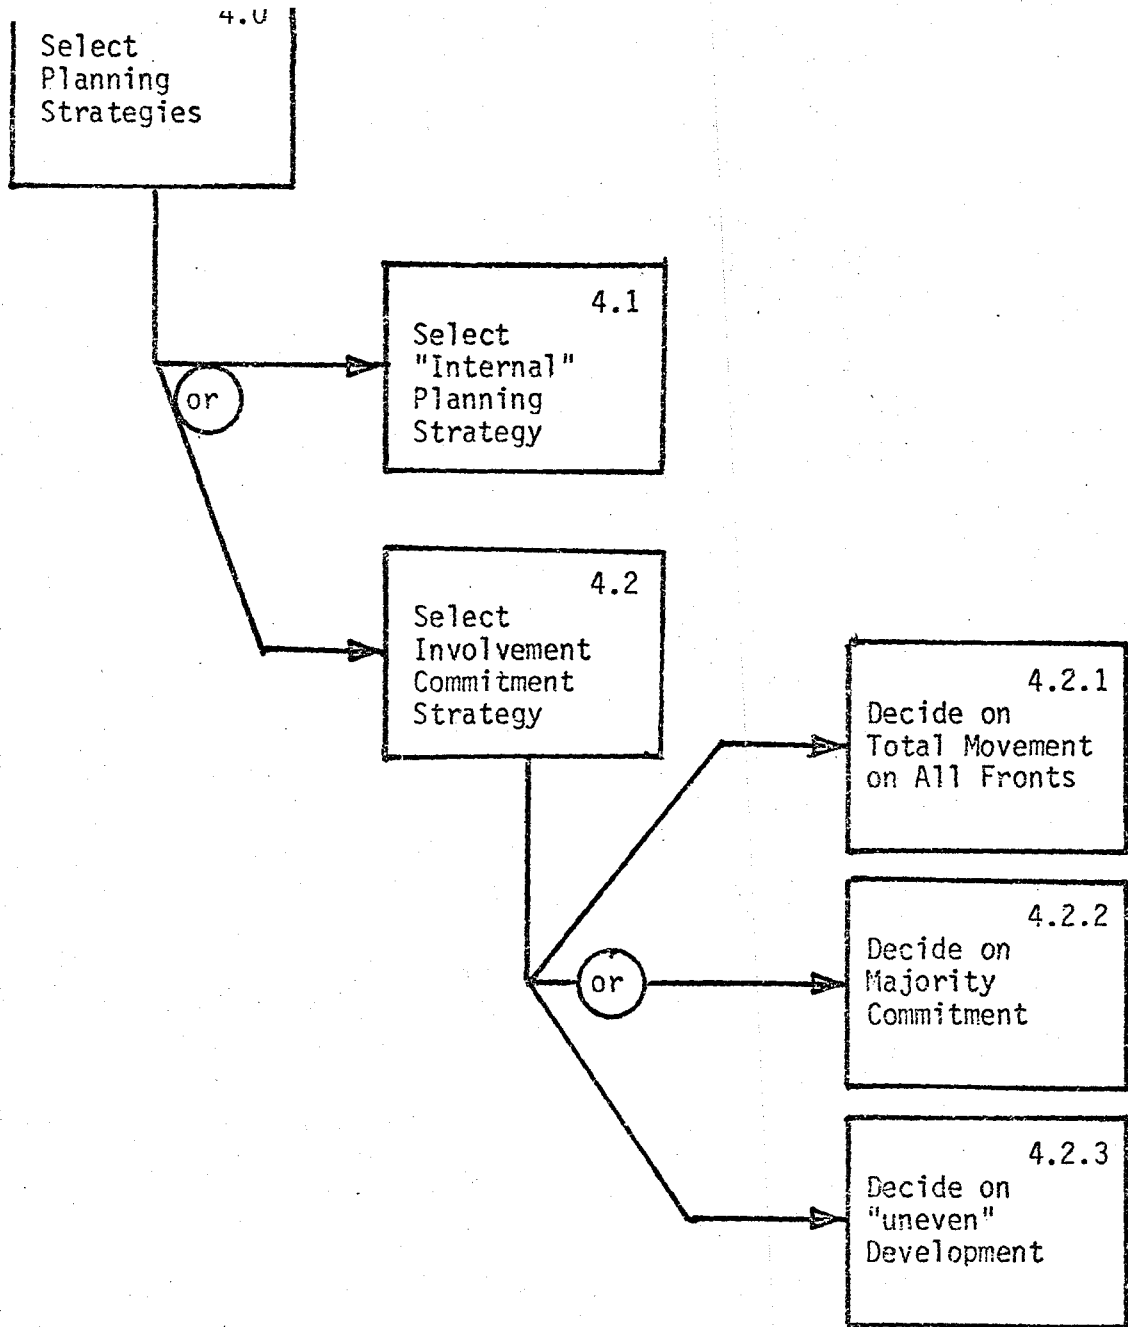 4.0
Select
Planning
Strategies
4.1
Select
"Internal"
Planning
Strategy
or
4.2
Select
Involvement
Commitment
Strategy
4.2.1
Decide on
Total Movement
on All Fronts
4.2.2
Decide on
Majority
Commitment
or
4.2.3
Decide on
"uneven"
Development